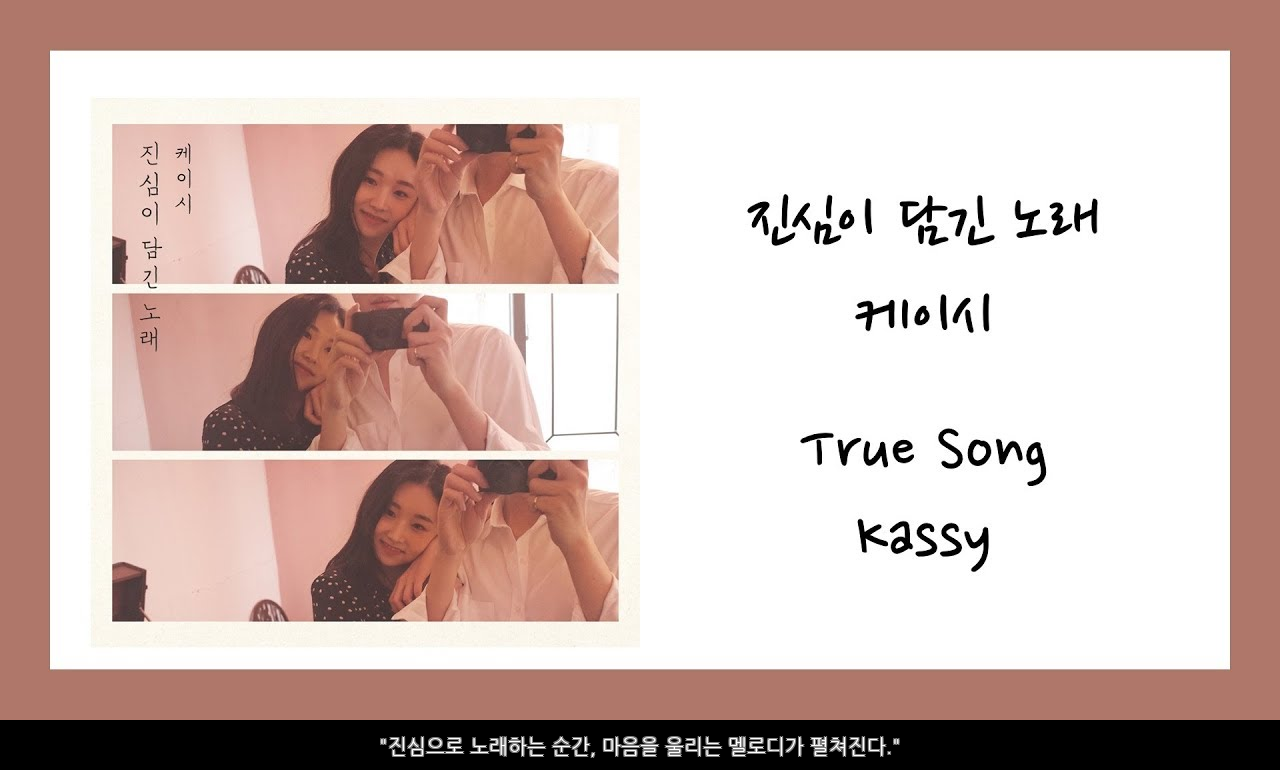 케이시
진심이 담긴 노래
진심이 담긴 노래
케이시
True Song
Kassy
"진심으로 노래하는 순간, 마음을 울리는 멜로디가 펼쳐진다."